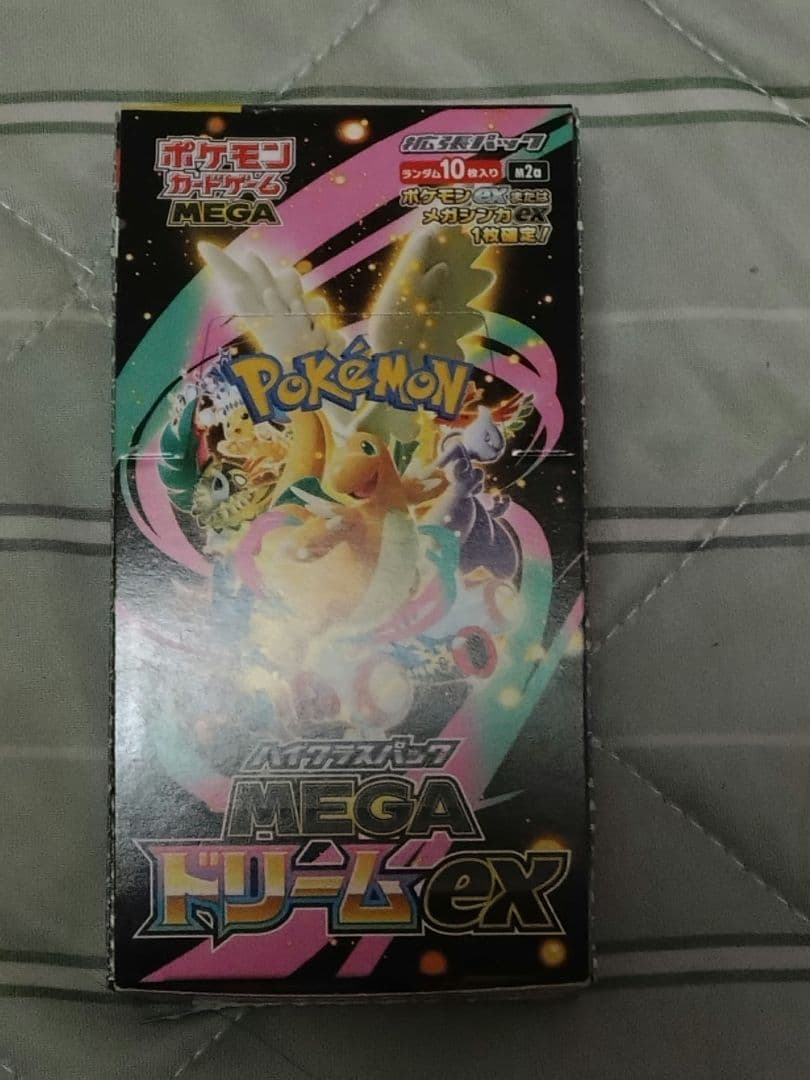 ポケモン
カードゲーム
MEGA
拡張パック
ランダム10枚入り
M2a
ポケモンexまたは
メガシンカex
1枚確定!
POKéMON
ハイクラスパック
MEGA
ドリームex